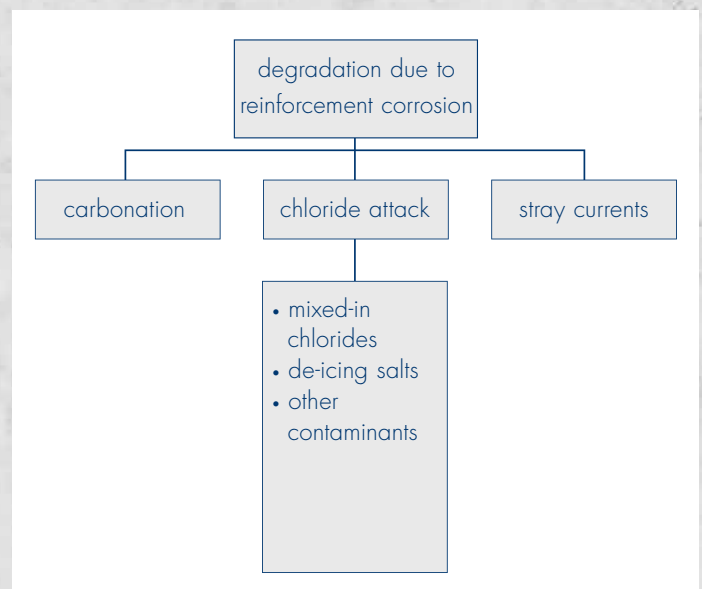 degradation due to
reinforcement corrosion
carbonation
chloride attack
stray currents
• mixed-in
chlorides
• de-icing salts
• other
contaminants